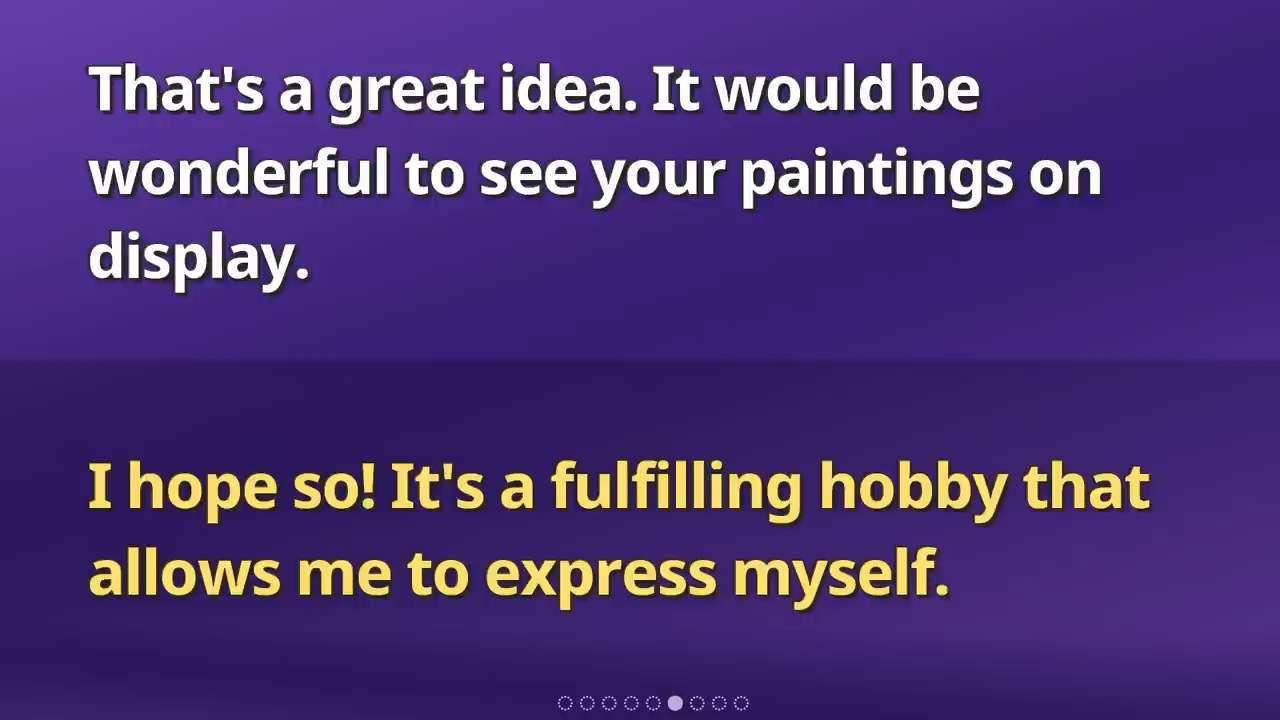 That's a great idea. It would be
wonderful to see your paintings on
display.
I hope so! It's a fulfilling hobby that
allows me to express myself.